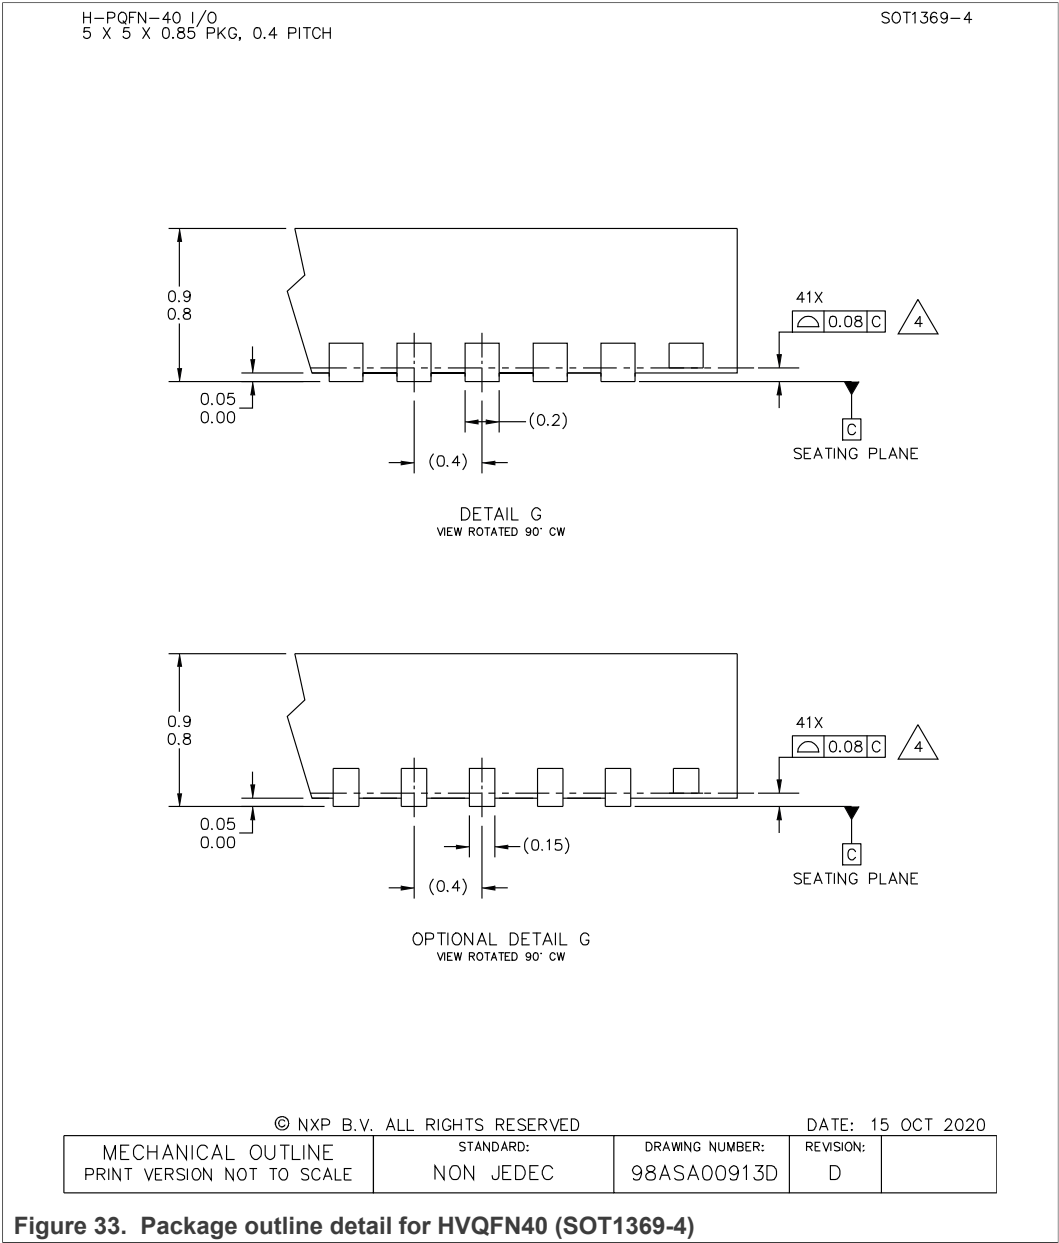 H-PQFN-40 I/O
5 X 5 X 0.85 PKG, 0.4 PITCH
SOT1369-4
0.9
0.8
41X
0.08 C
4
0.05
0.00
(0.2)
C
(0.4)
SEATING PLANE
DETAIL G
VIEW ROTATED 90° CW
0.9
0.8
41X
0.08 C
4
0.05
0.00
(0.15)
C
(0.4)
SEATING PLANE
OPTIONAL DETAIL G
VIEW ROTATED 90° CW
© NXP B.V. ALL RIGHTS RESERVED
DATE: 15 OCT 2020
MECHANICAL OUTLINE
PRINT VERSION NOT TO SCALE
STANDARD:
NON JEDEC
DRAWING NUMBER:
98ASA00913D
REVISION:
D
Figure 33. Package outline detail for HVQFN40 (SOT1369-4)